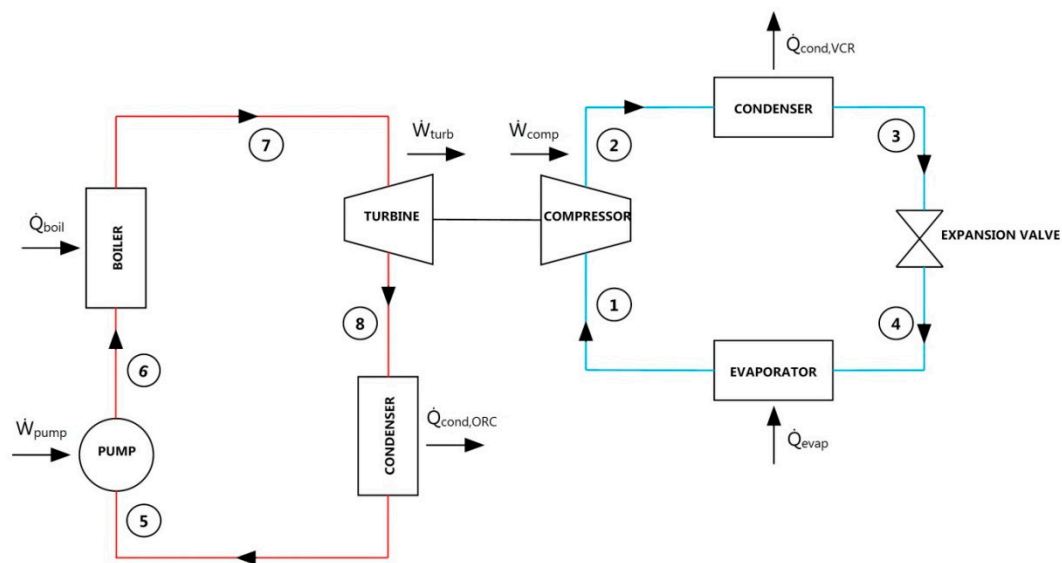 Q̇cond,VCR
CONDENSER
7
Ẇturb
Ẇcomp
2
3
TURBINE
COMPRESSOR
EXPANSION VALVE
Q̇boil
BOILER
1
4
8
6
EVAPORATOR
Ẇpump
PUMP
CONDENSER
Q̇cond,ORC
Q̇evap
5